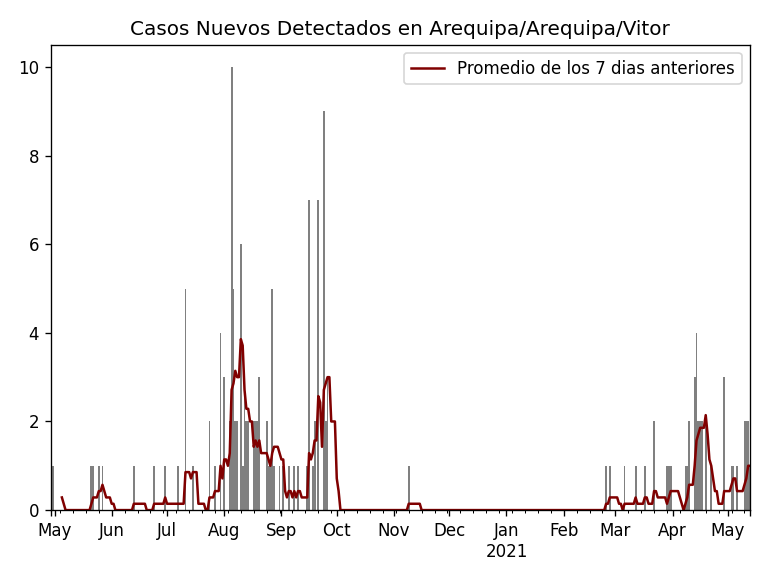 Casos Nuevos Detectados en Arequipa/Arequipa/Vitor
Promedio de los 7 dias anteriores
10
8
6
4
2
0
May Jun Jul Aug Sep Oct Nov Dec Jan Feb Mar Apr May
2021